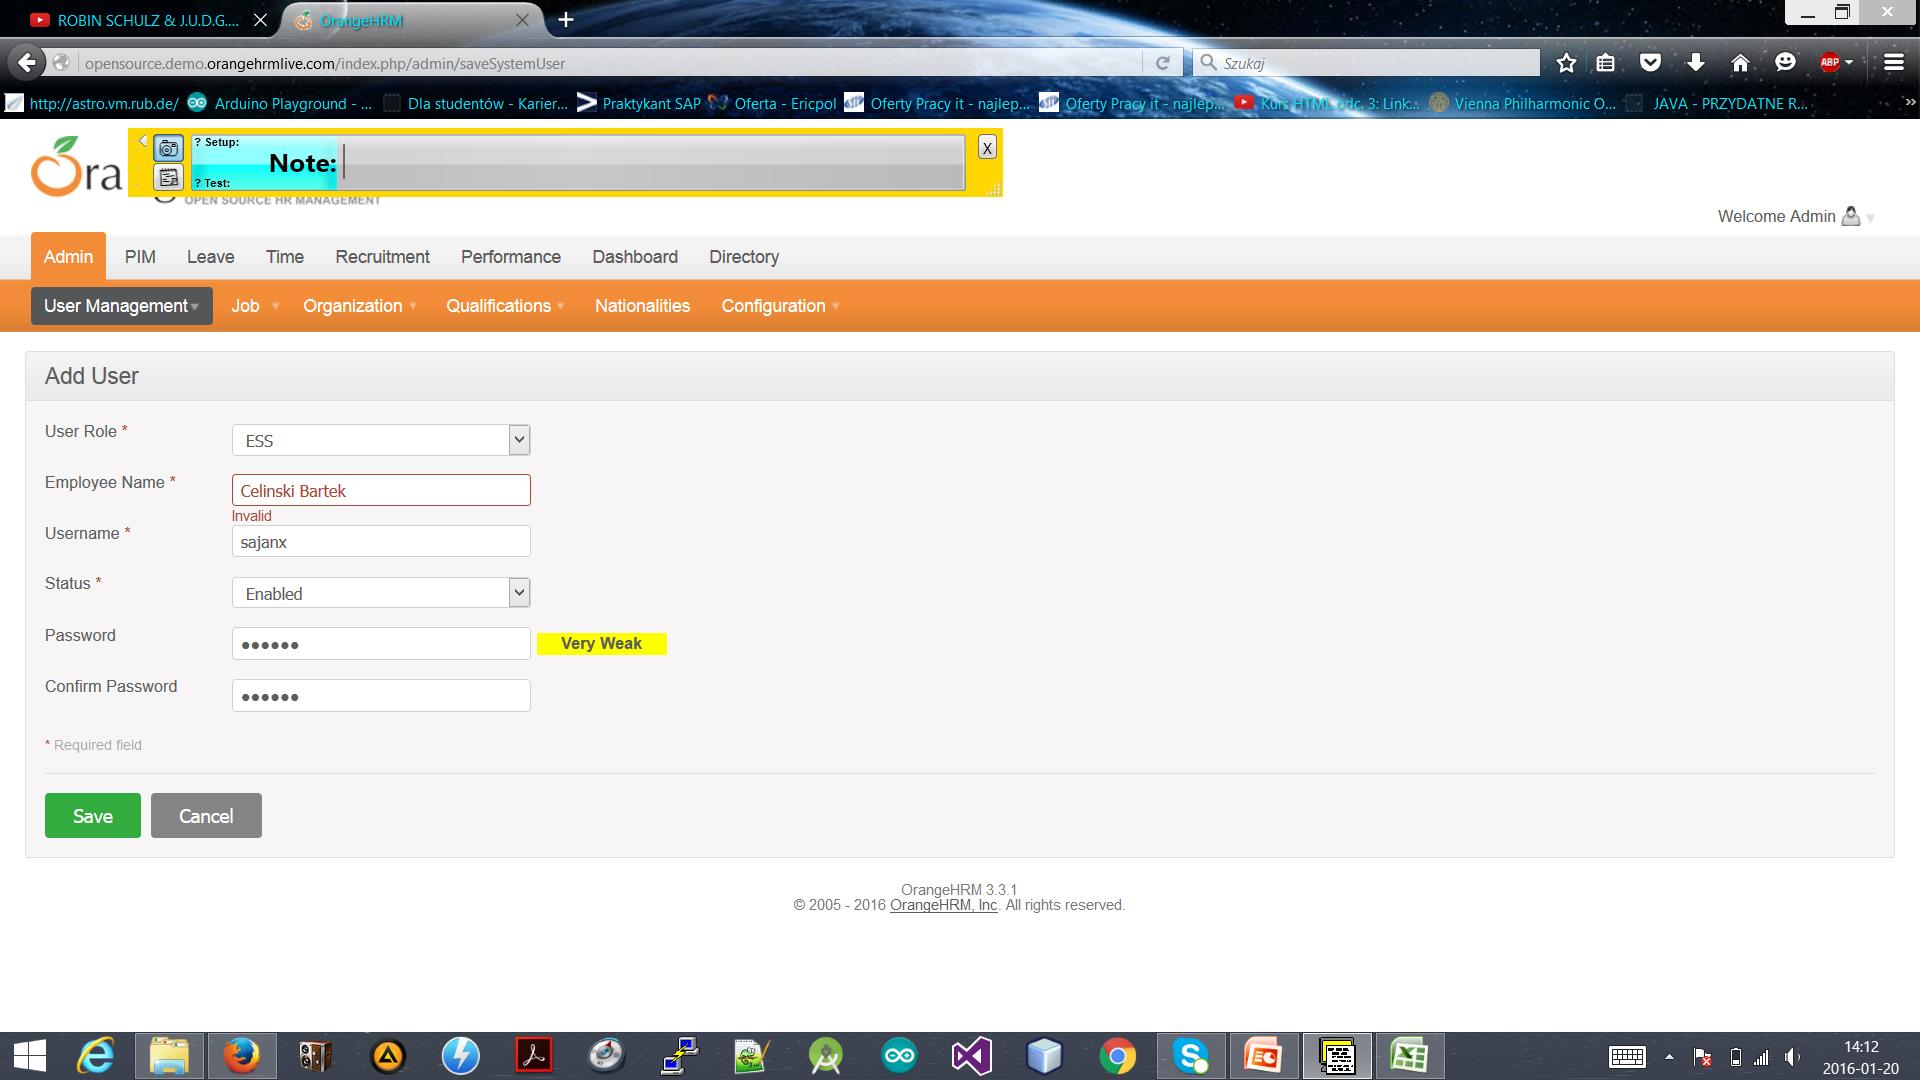 ROBIN SCHULZ & J.U.D.G....
OrangeHRM
opensource.demo.orangehrmlive.com/index.php/admin/saveSystemUser
Szukaj
ABP
http://astro.vm.rub.de/
Arduino Playground - ...
Dla studentów - Karier...
Praktykant SAP
Oferta - Ericpol
Oferty Pracy it - najlep...
Oferty Pracy it - najlep...
Kurs HTML odc. 3: Link...
Vienna Philharmonic O...
JAVA - PRZYDATNE R...
? Setup:
Note:
? Test:
X
Ora
OPEN SOURCE HR MANAGEMENT
Welcome Admin
Admin
PIM
Leave
Time
Recruitment
Performance
Dashboard
Directory
User Management
Job
Organization
Qualifications
Nationalities
Configuration
Add User
User Role *
ESS
Employee Name *
Celinski Bartek
Invalid
Username *
sajanx
Status *
Enabled
Password
Very Weak
Confirm Password
* Required field
Save
Cancel
OrangeHRM 3.3.1
© 2005 - 2016 OrangeHRM, Inc. All rights reserved.
14:12
2016-01-20